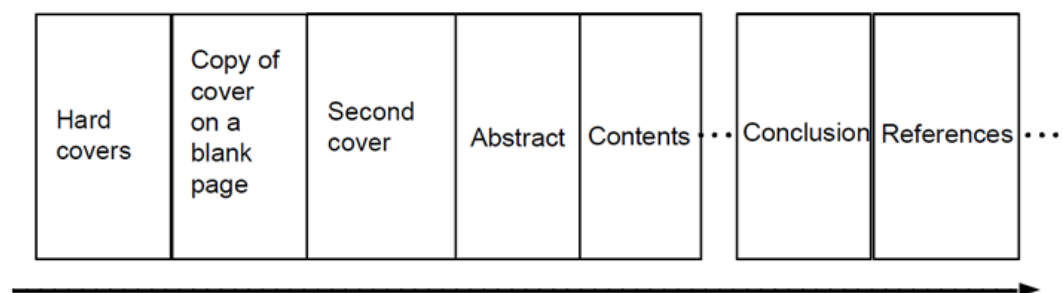 Hard
covers
Copy of
cover
on a
blank
page
Second
cover
Abstract
Contents
...
Conclusion
References
...